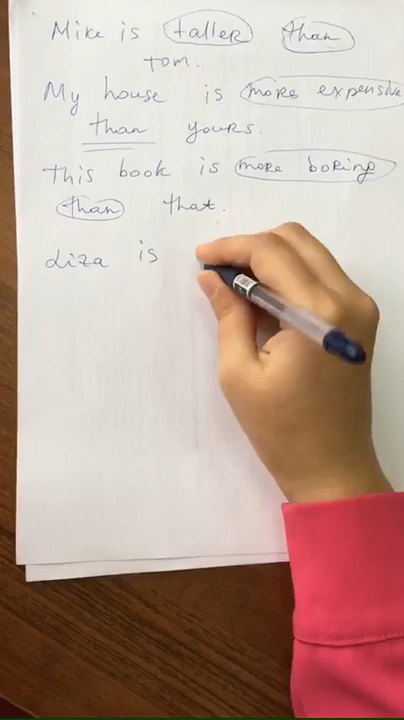 Mike is taller than
Tom.
My house is more expensive
than yours.
This book is more boring
than that.
Liza is